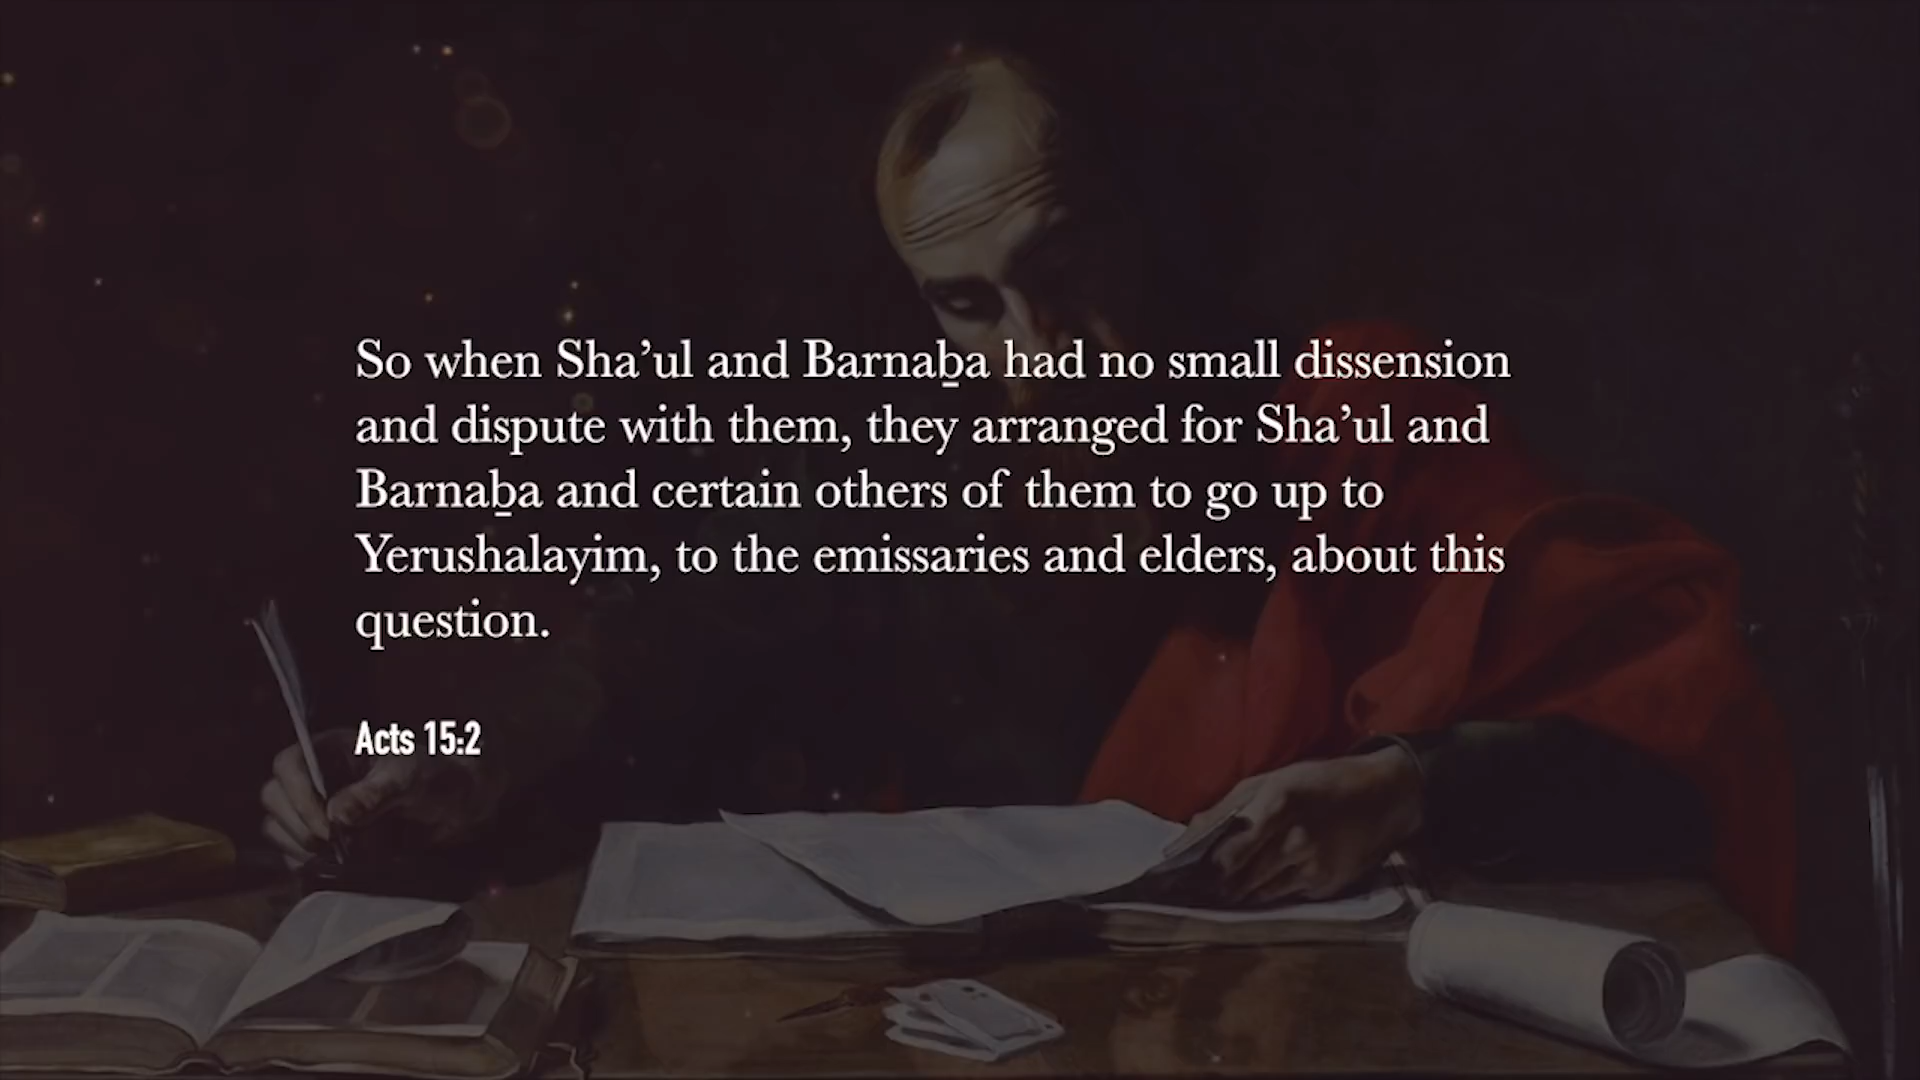 So when Sha’ul and Barnaḇa had no small dissension
and dispute with them, they arranged for Sha’ul and
Barnaḇa and certain others of them to go up to
Yerushalayim, to the emissaries and elders, about this
question.
Acts 15:2